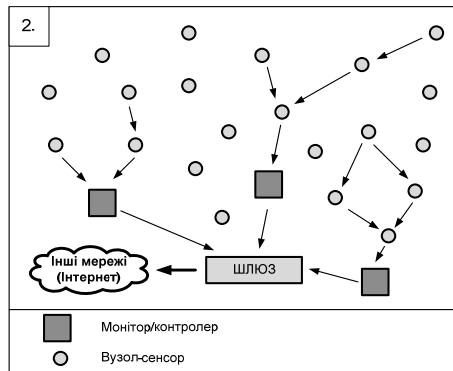 2.
Інші мережі
(Інтернет)
ШЛЮЗ
Монітор/контролер
Вузол-сенсор